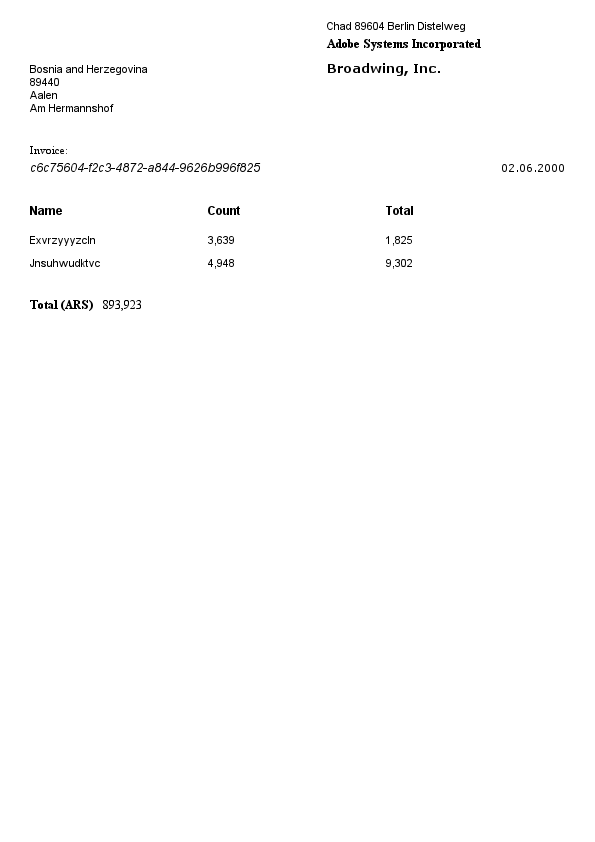 Chad 89604 Berlin Distelweg
Adobe Systems Incorporated
Broadwing, Inc.
Bosnia and Herzegovina
89440
Aalen
Am Hermannshof
Invoice:
c6c75604-f2c3-4872-a844-9626b996f825 02.06.2000
Name Count Total
Exvrzyyyzcln 3,639 1,825
Jnsuhwudktvc 4,948 9,302
Total (ARS) 893,923